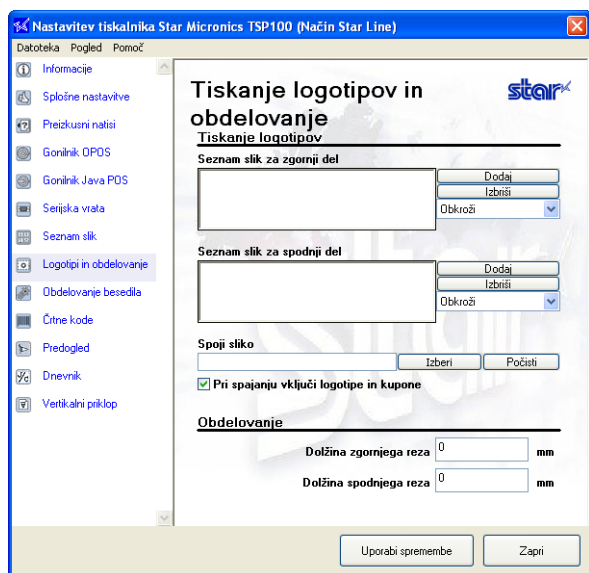 Nastavitev tiskalnika Star Micronics TSP100 (Način Star Line)
Datoteka Pogled Pomoč
Informacije
Splošne nastavitve
Preizkusni natisi
Gonilnik OPOS
Gonilnik Java POS
Serijska vrata
Seznam slik
Logotipi in obdelovanje
Obdelovanje besedila
Črtne kode
Predogled
Dnevnik
Vertikalni priklop
Tiskanje logotipov in
obdelovanje
star
Tiskanje logotipov
Seznam slik za zgornji del
Dodaj
Izbriši
Obkroži
Seznam slik za spodnji del
Dodaj
Izbriši
Obkroži
Spoji sliko
Izberi Počisti
Pri spajanju vključi logotipe in kupone
Obdelovanje
Dolžina zgornjega reza 0 mm
Dolžina spodnjega reza 0 mm
Uporabi spremembe Zapri